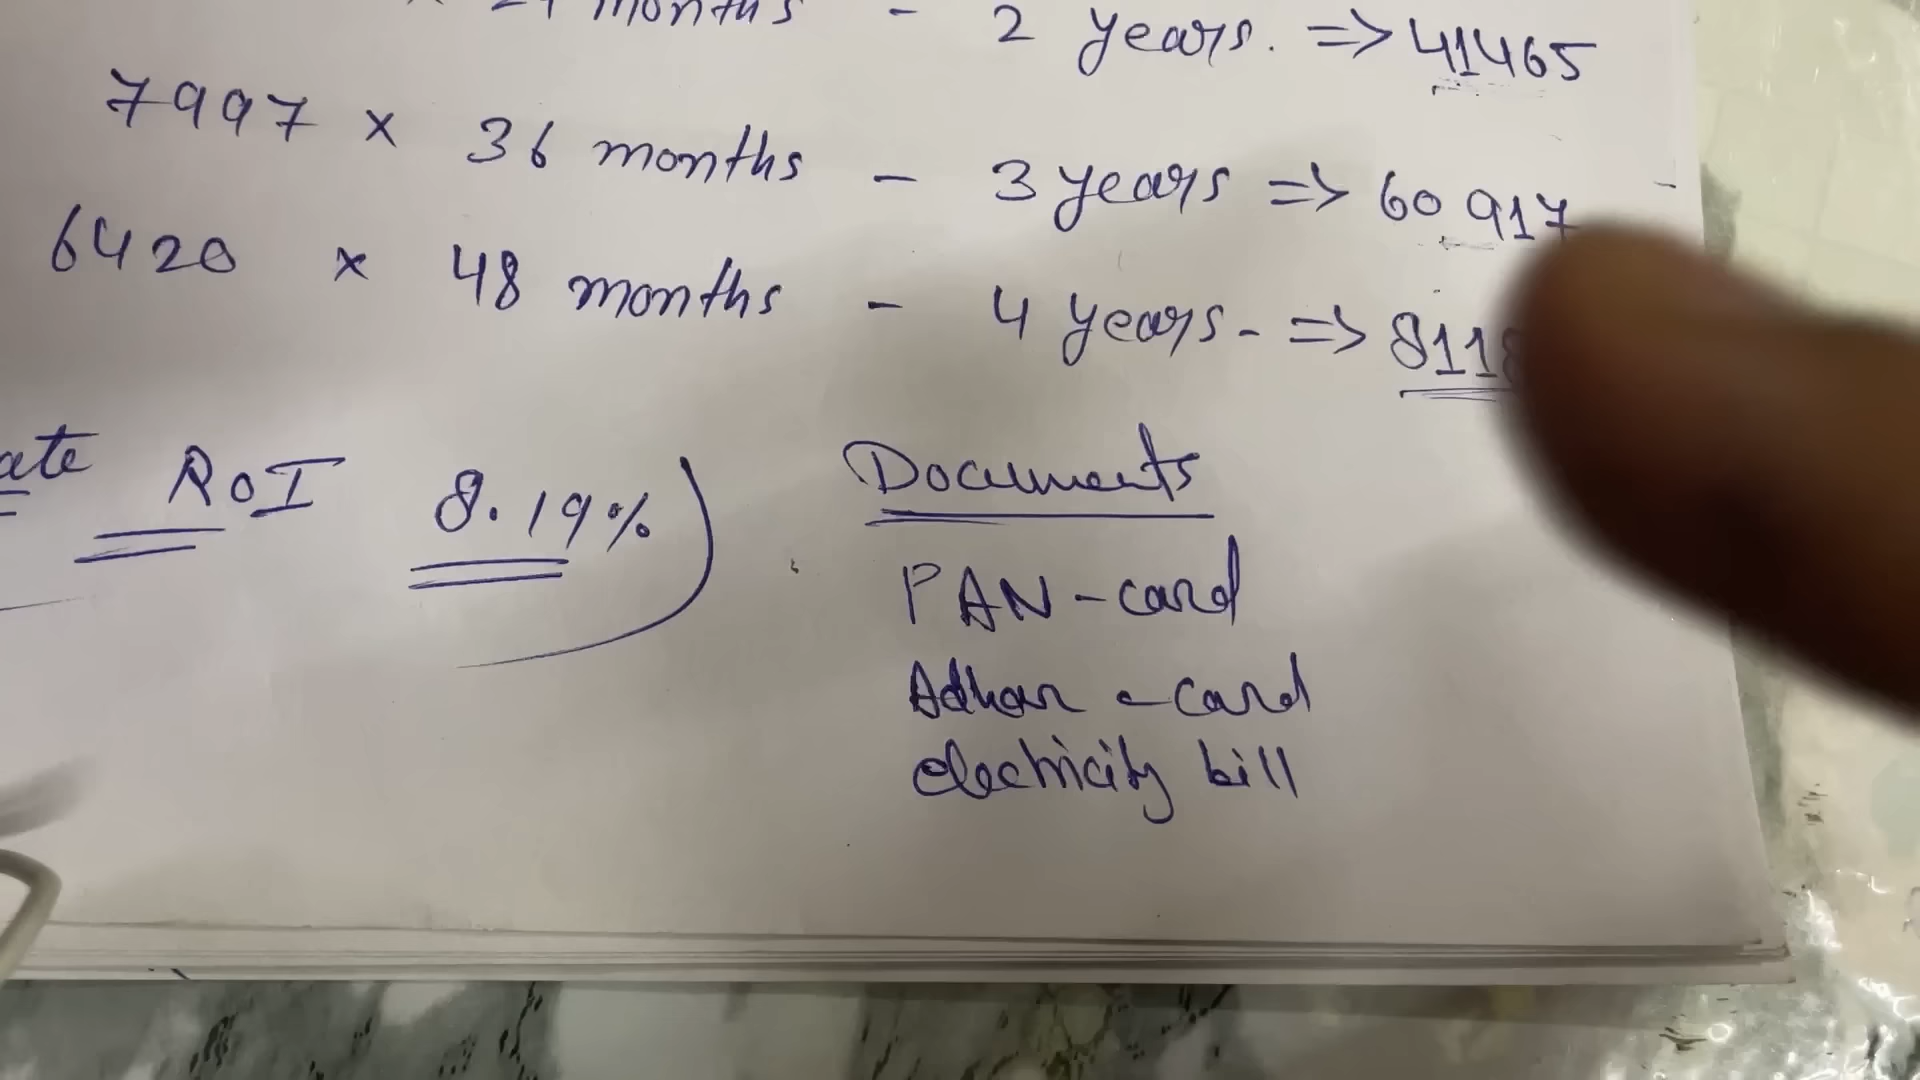 months - 2 years. => 41465
7997 x 36 months - 3 years => 60917
6420 x 48 months - 4 years - => 811
RoI 8.19%)
Documents
PAN - card
Adhar - card
electricity bill